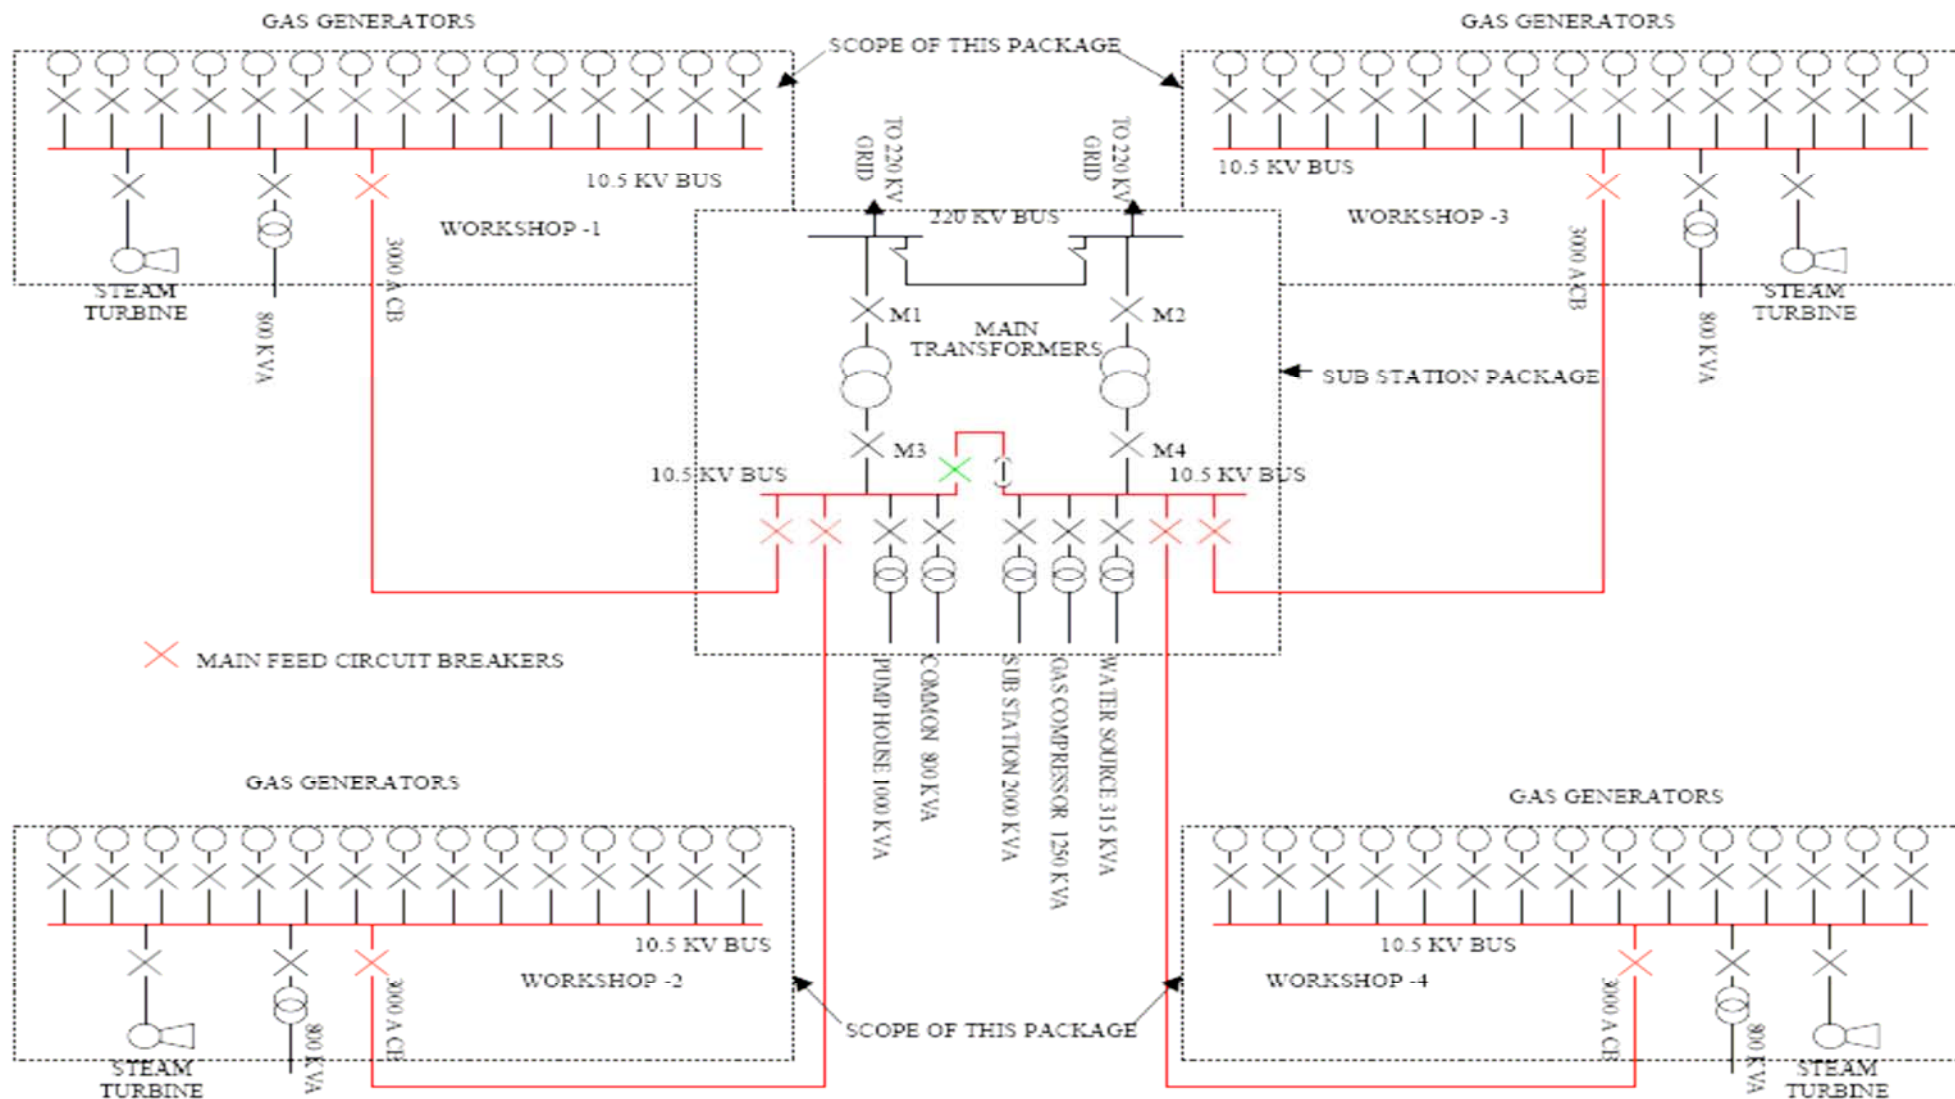 GAS GENERATORS
GAS GENERATORS
SCOPE OF THIS PACKAGE
TO 220 KV
GRID
TO 220 KV
GRID
10.5 KV BUS
10.5 KV BUS
220 KV BUS
WORKSHOP -1
WORKSHOP -3
3000 A CB
3000 A CB
STEAM
TURBINE
800 KVA
STEAM
TURBINE
800 KVA
M1
M2
MAIN
TRANSFORMERS
SUB STATION PACKAGE
M3
M4
10.5 KV BUS
10.5 KV BUS
MAIN FEED CIRCUIT BREAKERS
PUMP HOUSE 1000 KVA
COMMON 800 KVA
SUB STATION 2000 KVA
GAS COMPRESSOR 1250 KVA
WATER SOURCE 315 KVA
GAS GENERATORS
GAS GENERATORS
10.5 KV BUS
10.5 KV BUS
WORKSHOP -2
WORKSHOP -4
3000 A CB
3000 A CB
SCOPE OF THIS PACKAGE
800 KVA
800 KVA
STEAM
TURBINE
STEAM
TURBINE